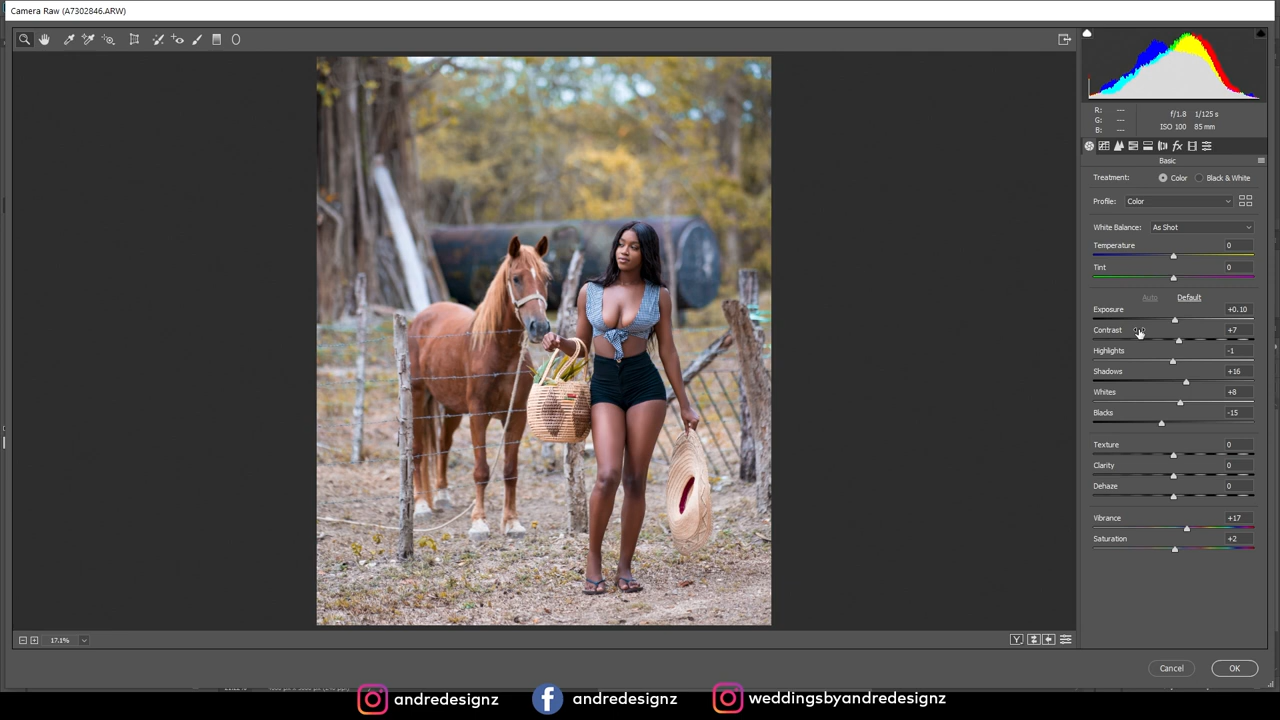 Camera Raw (A7302846.ARW)
R: ---
G: ---
B: ---
f/1.8 1/125 s
ISO 100 85 mm
Basic
Treatment: Color Black & White
Profile: Color
White Balance: As Shot
Temperature 0
Tint 0
Auto Default
Exposure +0.10
Contrast +7
Highlights -1
Shadows +16
Whites +8
Blacks -15
Texture 0
Clarity 0
Dehaze 0
Vibrance +17
Saturation +2
17.1% Y
Cancel OK
andredesignz andredesignz weddingsbyandredesignz